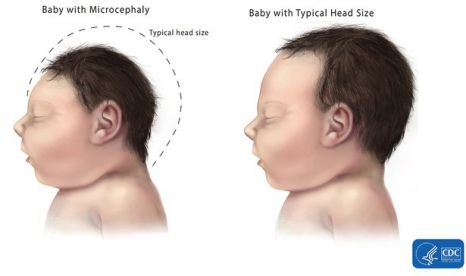 Baby with Microcephaly
Baby with Typical Head Size
Typical head size
CDC